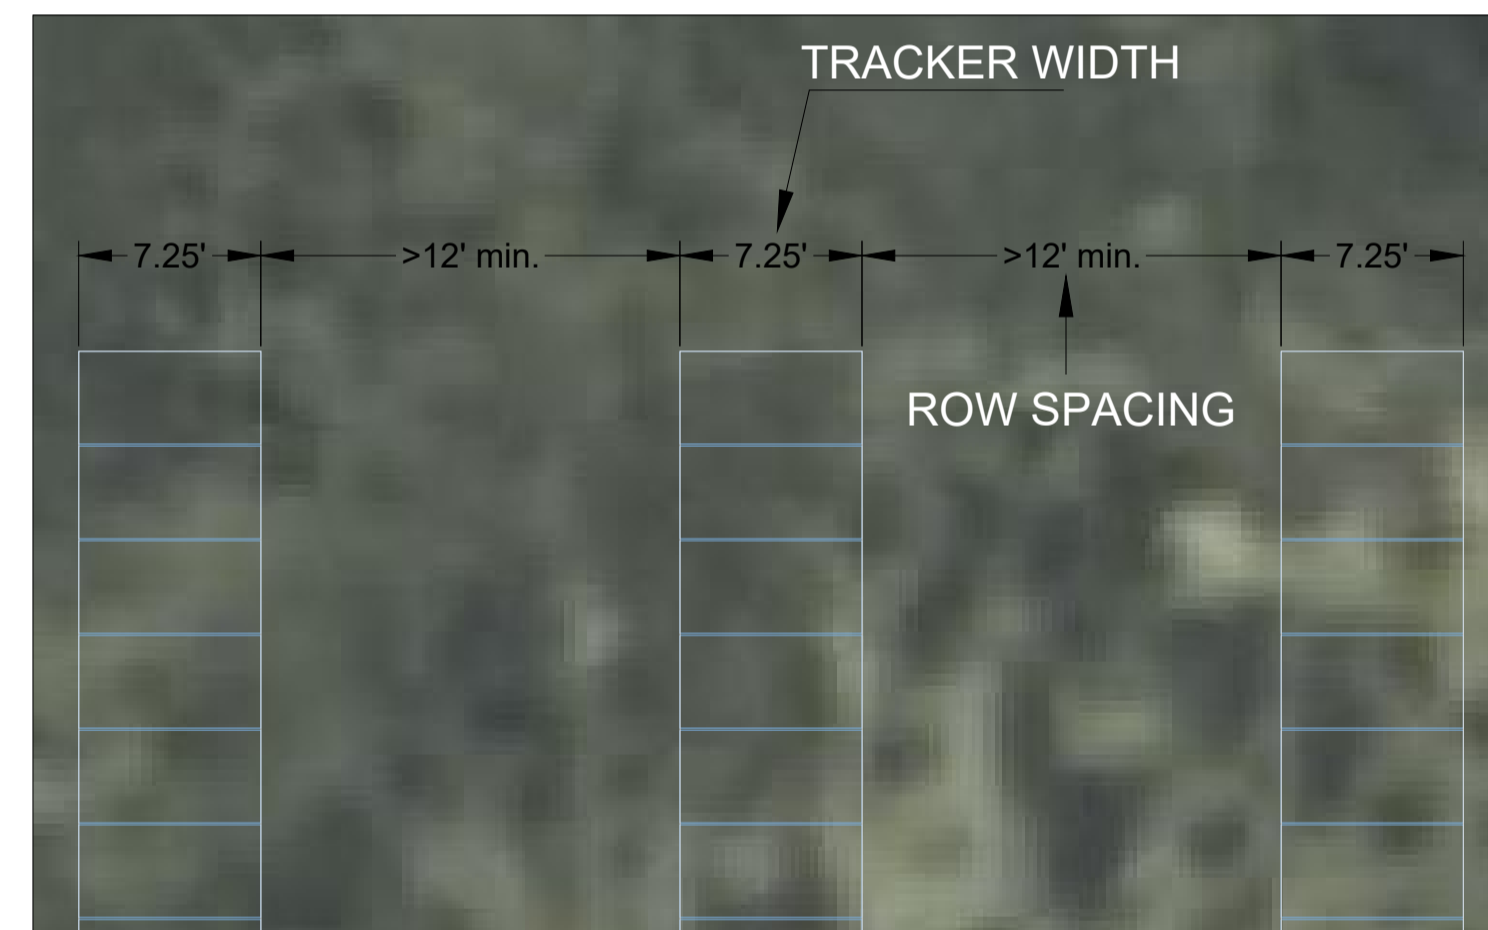 TRACKER WIDTH
7.25' >12' min. 7.25' >12' min. 7.25'
ROW SPACING